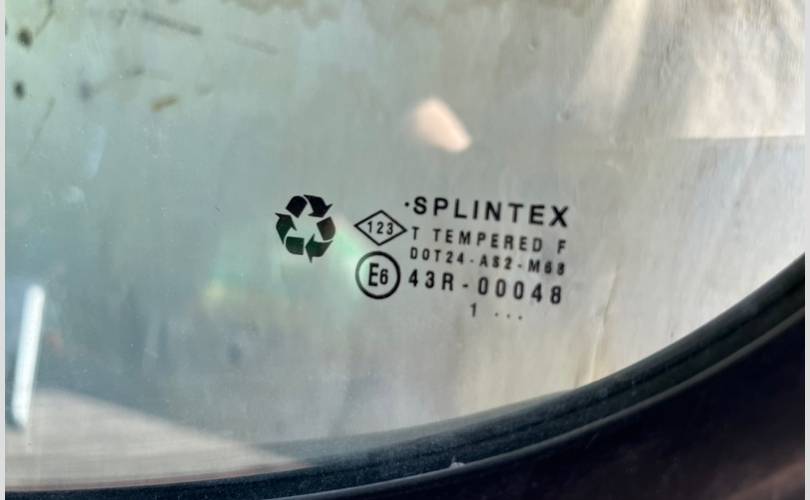 ·SPLINTEX
123 T TEMPERED F
DOT24-AS2-M68
E6 43R-00048
1 ...